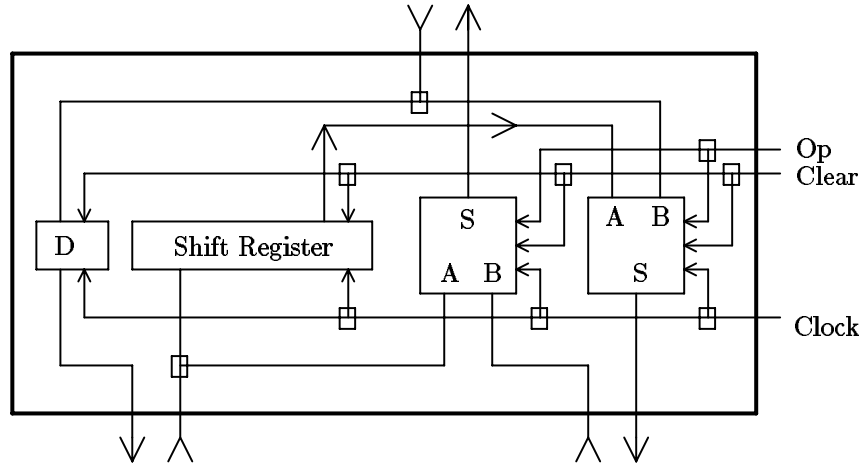 Op
Clear
S
A B
D
Shift Register
A B
S
Clock